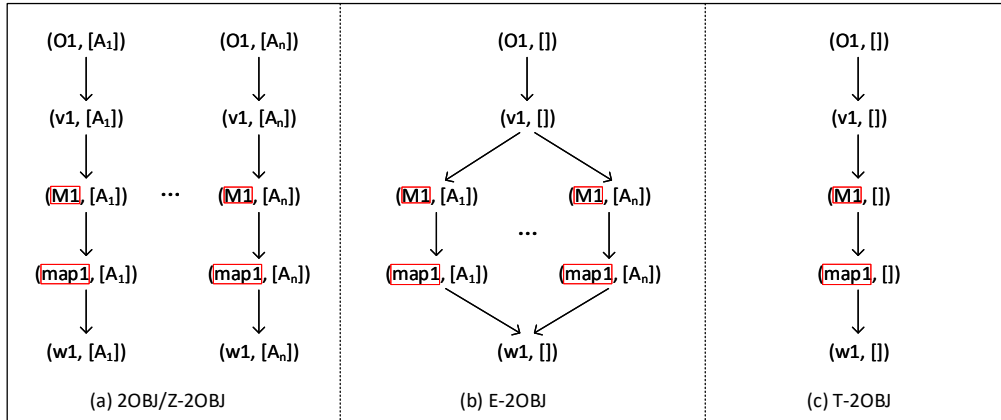 (O1, [A₁]) (O1, [Aₙ]) (O1, []) (O1, [])
(v1, [A₁]) (v1, [Aₙ]) (v1, []) (v1, [])
(M1, [A₁]) ... (M1, [Aₙ]) (M1, [A₁]) (M1, [Aₙ]) (M1, [])
...
(map1, [A₁]) (map1, [Aₙ]) (map1, [A₁]) (map1, [Aₙ]) (map1, [])
(w1, [A₁]) (w1, [Aₙ]) (w1, []) (w1, [])
(a) 2OBJ/Z-2OBJ (b) E-2OBJ (c) T-2OBJ